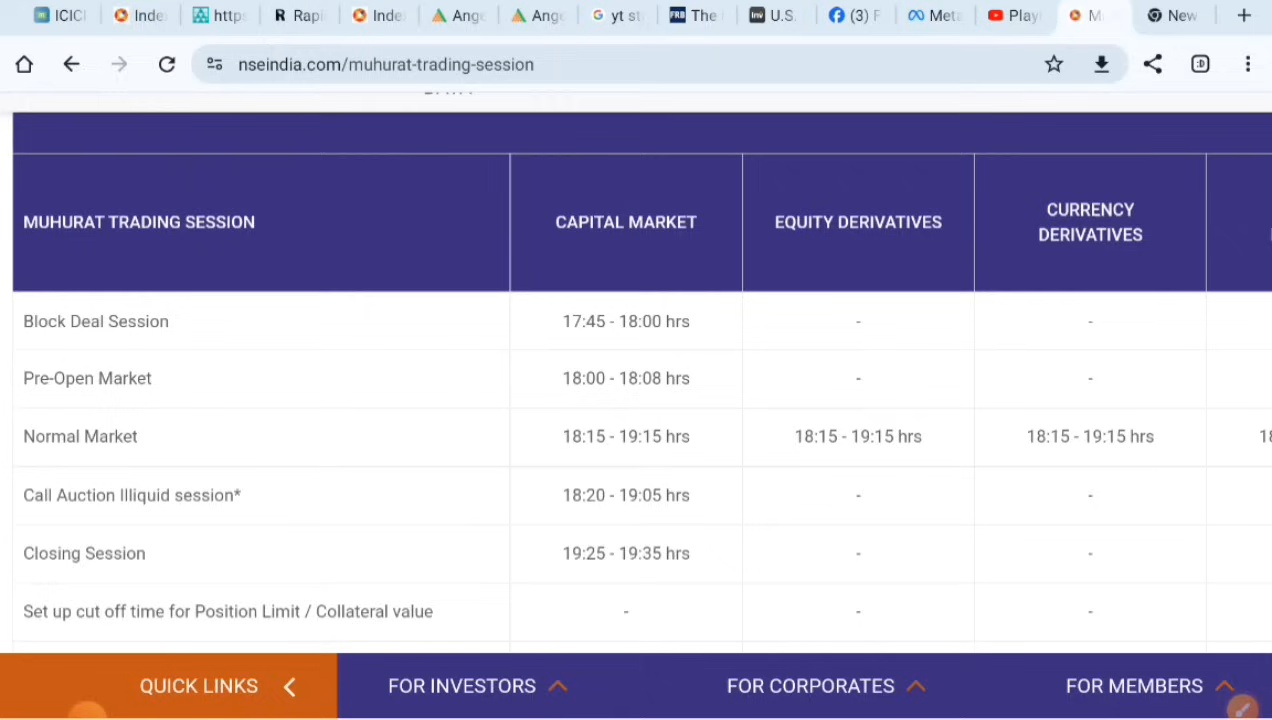 ICICI
Inde
http
R Rapi
Inde
Ange
Ange
G yt st
FRB The
Inv U.S.
(3) F
Meta
Play
M
New
nseindia.com/muhurat-trading-session
MUHURAT TRADING SESSION
CAPITAL MARKET
EQUITY DERIVATIVES
CURRENCY
DERIVATIVES
Block Deal Session 17:45 - 18:00 hrs - -
Pre-Open Market 18:00 - 18:08 hrs - -
Normal Market 18:15 - 19:15 hrs 18:15 - 19:15 hrs 18:15 - 19:15 hrs 18
Call Auction Illiquid session* 18:20 - 19:05 hrs - -
Closing Session 19:25 - 19:35 hrs - -
Set up cut off time for Position Limit / Collateral value - - -
QUICK LINKS FOR INVESTORS FOR CORPORATES FOR MEMBERS